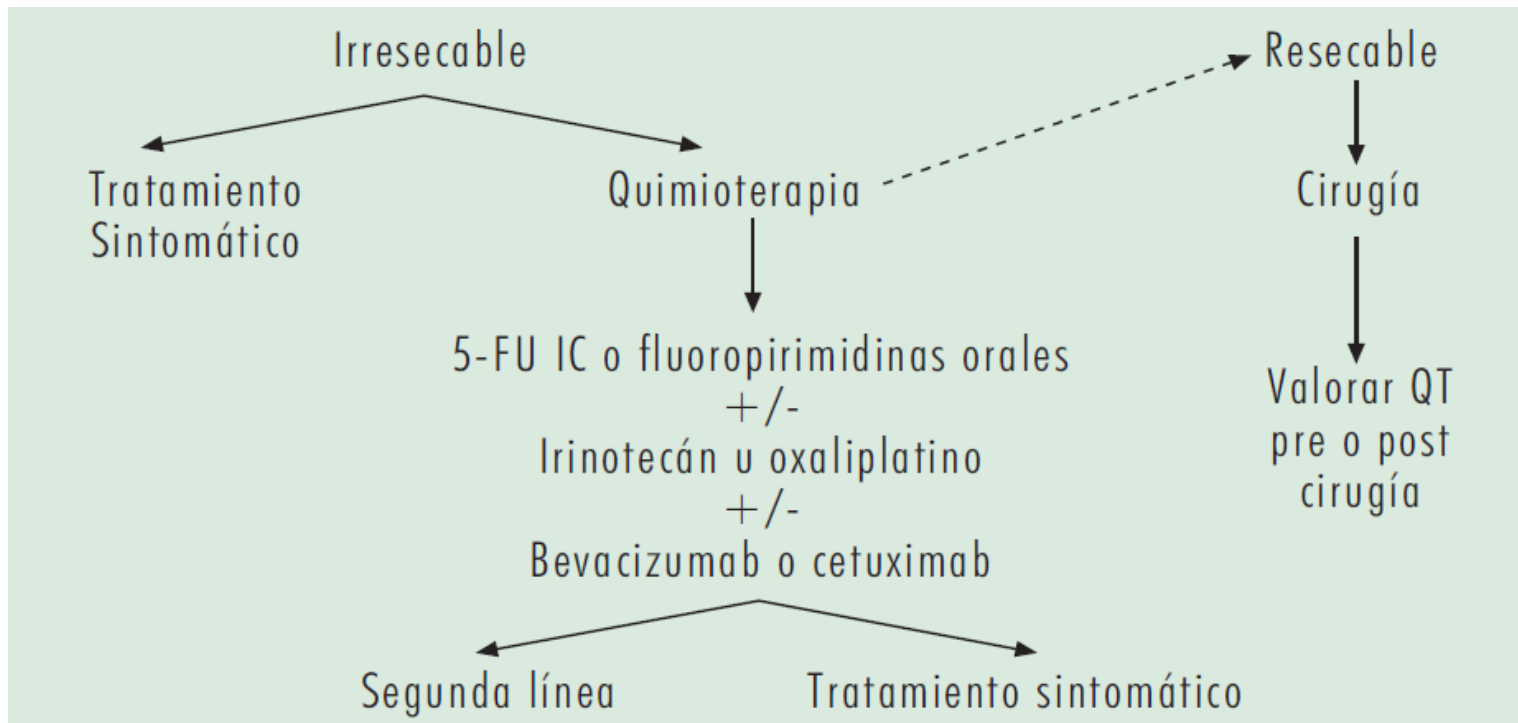 Irresecable
Resecable
Tratamiento
Sintomático
Quimioterapia
Cirugía
5-FU IC o fluoropirimidinas orales
+/-
Irinotecán u oxaliplatino
+/-
Bevacizumab o cetuximab
Valorar QT
pre o post
cirugía
Segunda línea
Tratamiento sintomático